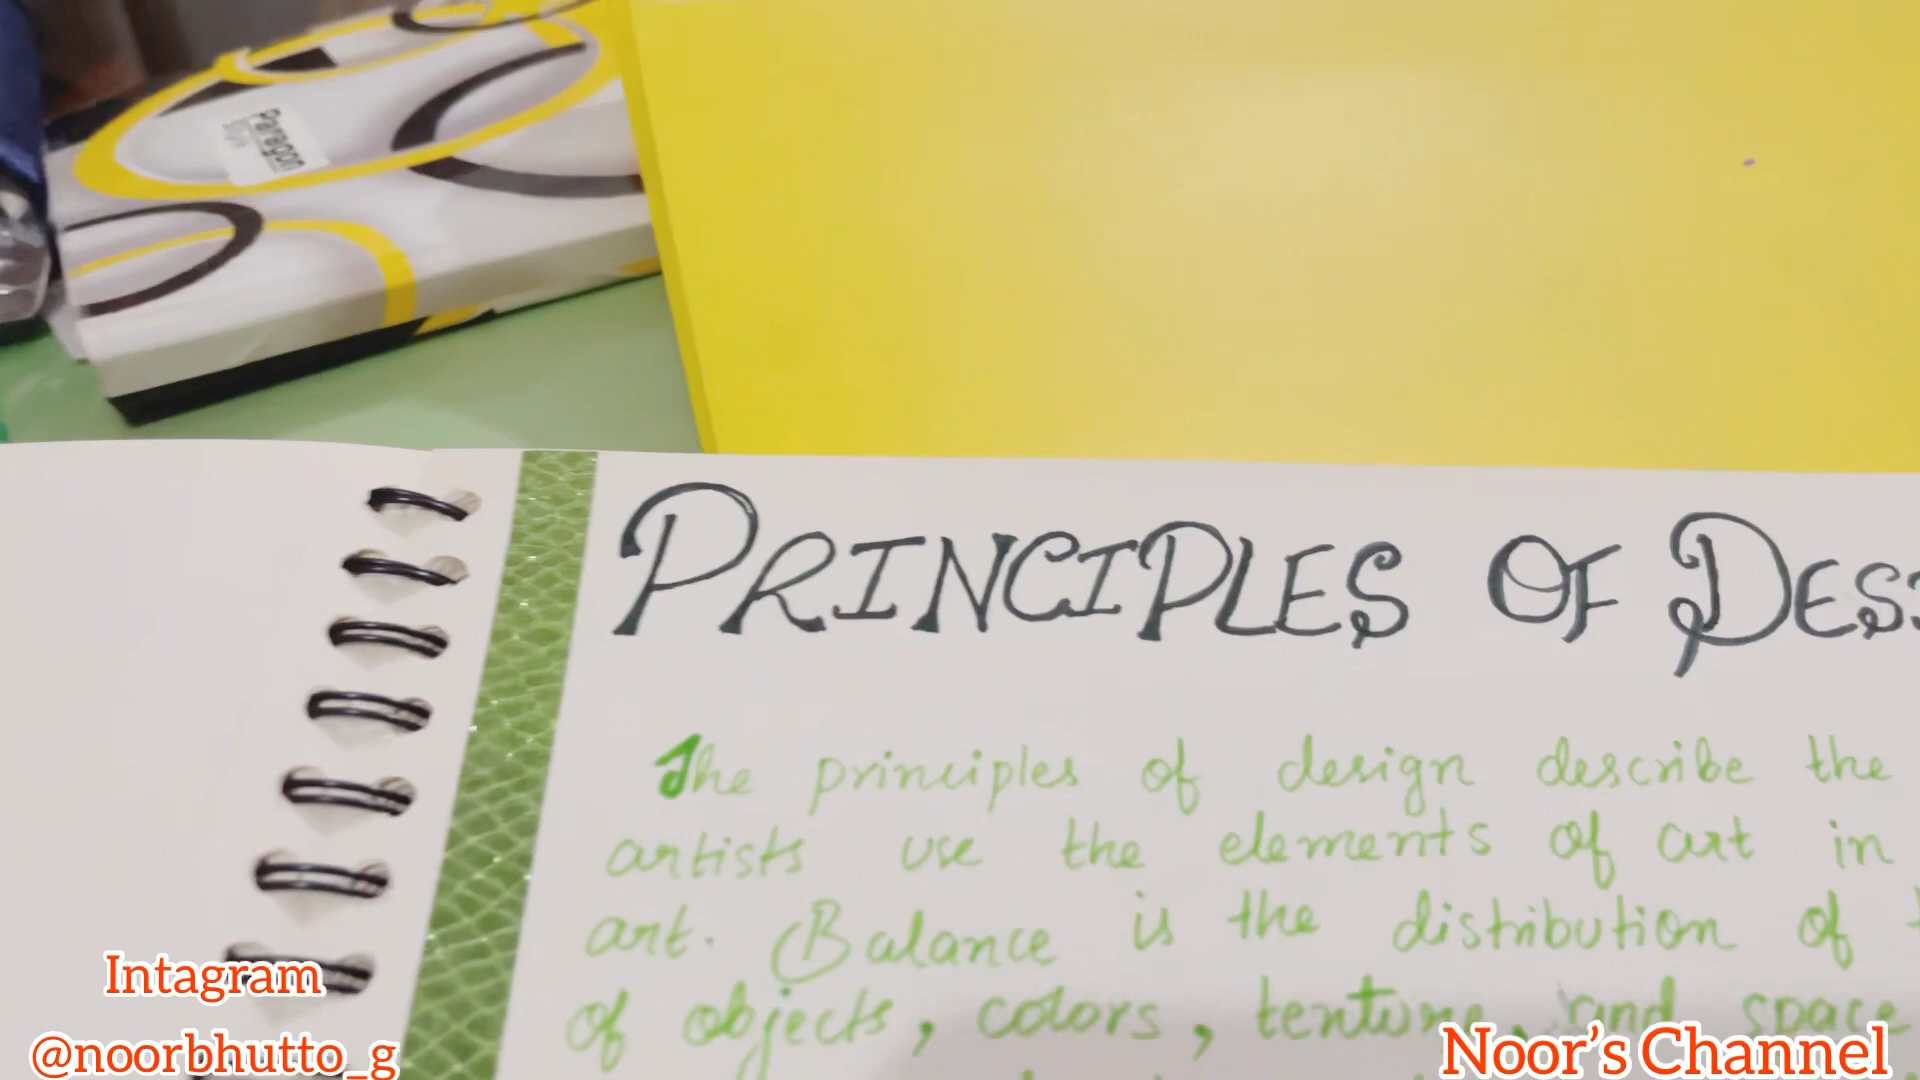 Paragon
PRINCIPLES OF DESI
The principles of design describe the
artists use the elements of art in
art. Balance is the distribution of t
of objects, colors, texture, and space
Intagram
@noorbhutto_g
Noor's Channel